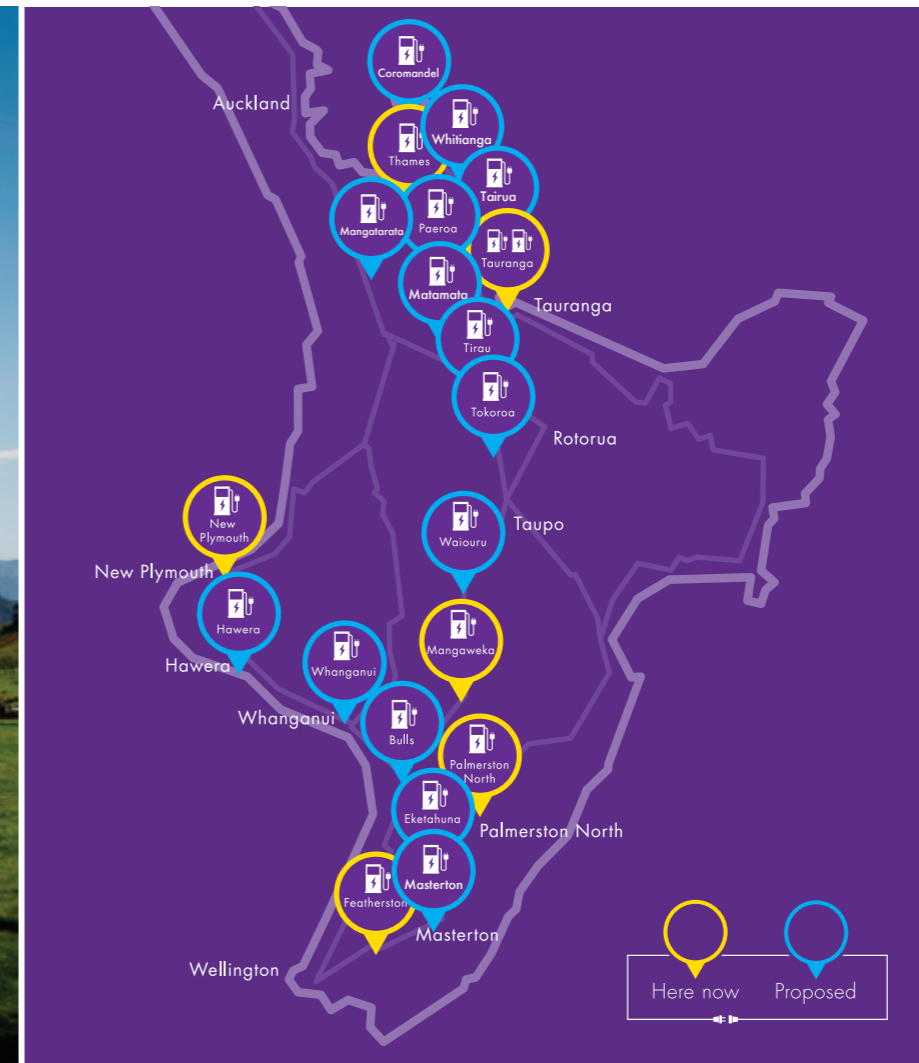 Coromandel
Auckland
Whitianga
Thames
Tairua
Mangatarata
Paeroa
Tauranga
Matamata
Tauranga
Tirau
Tokoroa
Rotorua
New
Plymouth
Taupo
Waiouru
New Plymouth
Hawera
Mangaweka
Hawera
Whanganui
Whanganui
Bulls
Palmerston
North
Eketahuna
Palmerston North
Masterton
Featherston
Masterton
Wellington
Here now
Proposed